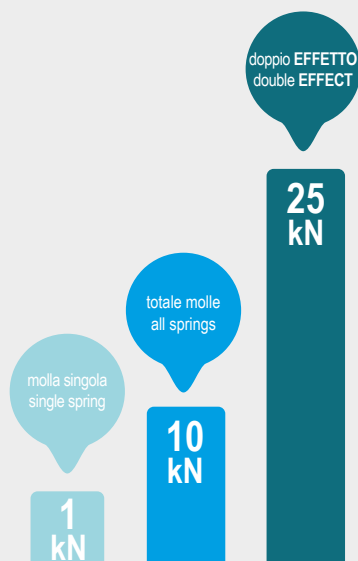 doppio EFFETTO
double EFFECT
25
kN
totale molle
all springs
10
kN
molla singola
single spring
1
kN